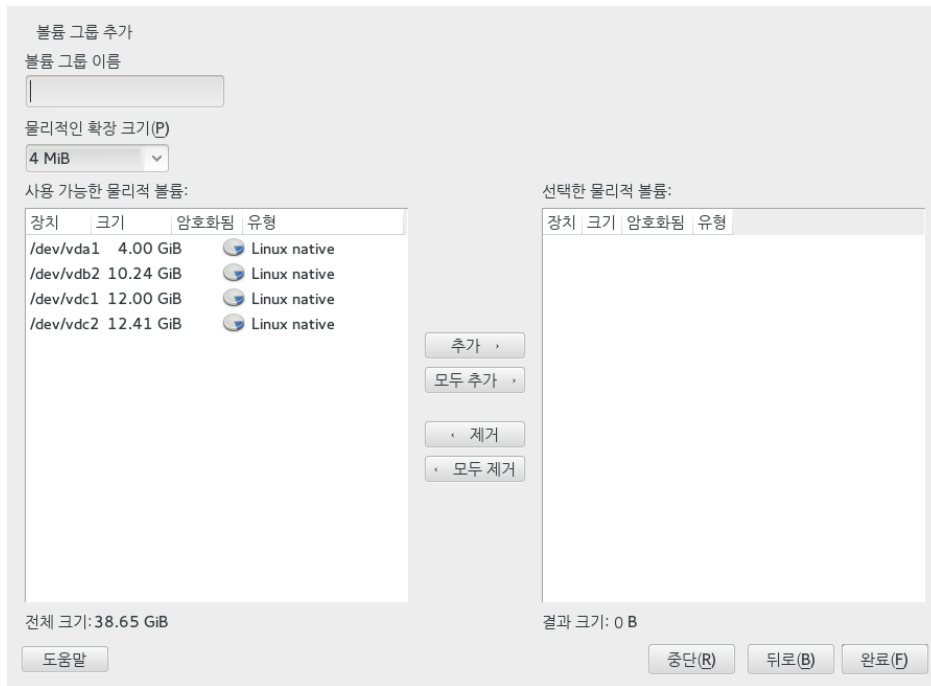 볼륨 그룹 추가
볼륨 그룹 이름
물리적인 확장 크기(P)
4 MiB
사용 가능한 물리적 볼륨:
장치 크기 암호화됨 유형
/dev/vda1 4.00 GiB Linux native
/dev/vdb2 10.24 GiB Linux native
/dev/vdc1 12.00 GiB Linux native
/dev/vdc2 12.41 GiB Linux native
전체 크기: 38.65 GiB
추가 ›
모두 추가 ›
‹ 제거
‹ 모두 제거
선택한 물리적 볼륨:
장치 크기 암호화됨 유형
결과 크기: 0 B
도움말
중단(R)
뒤로(B)
완료(F)